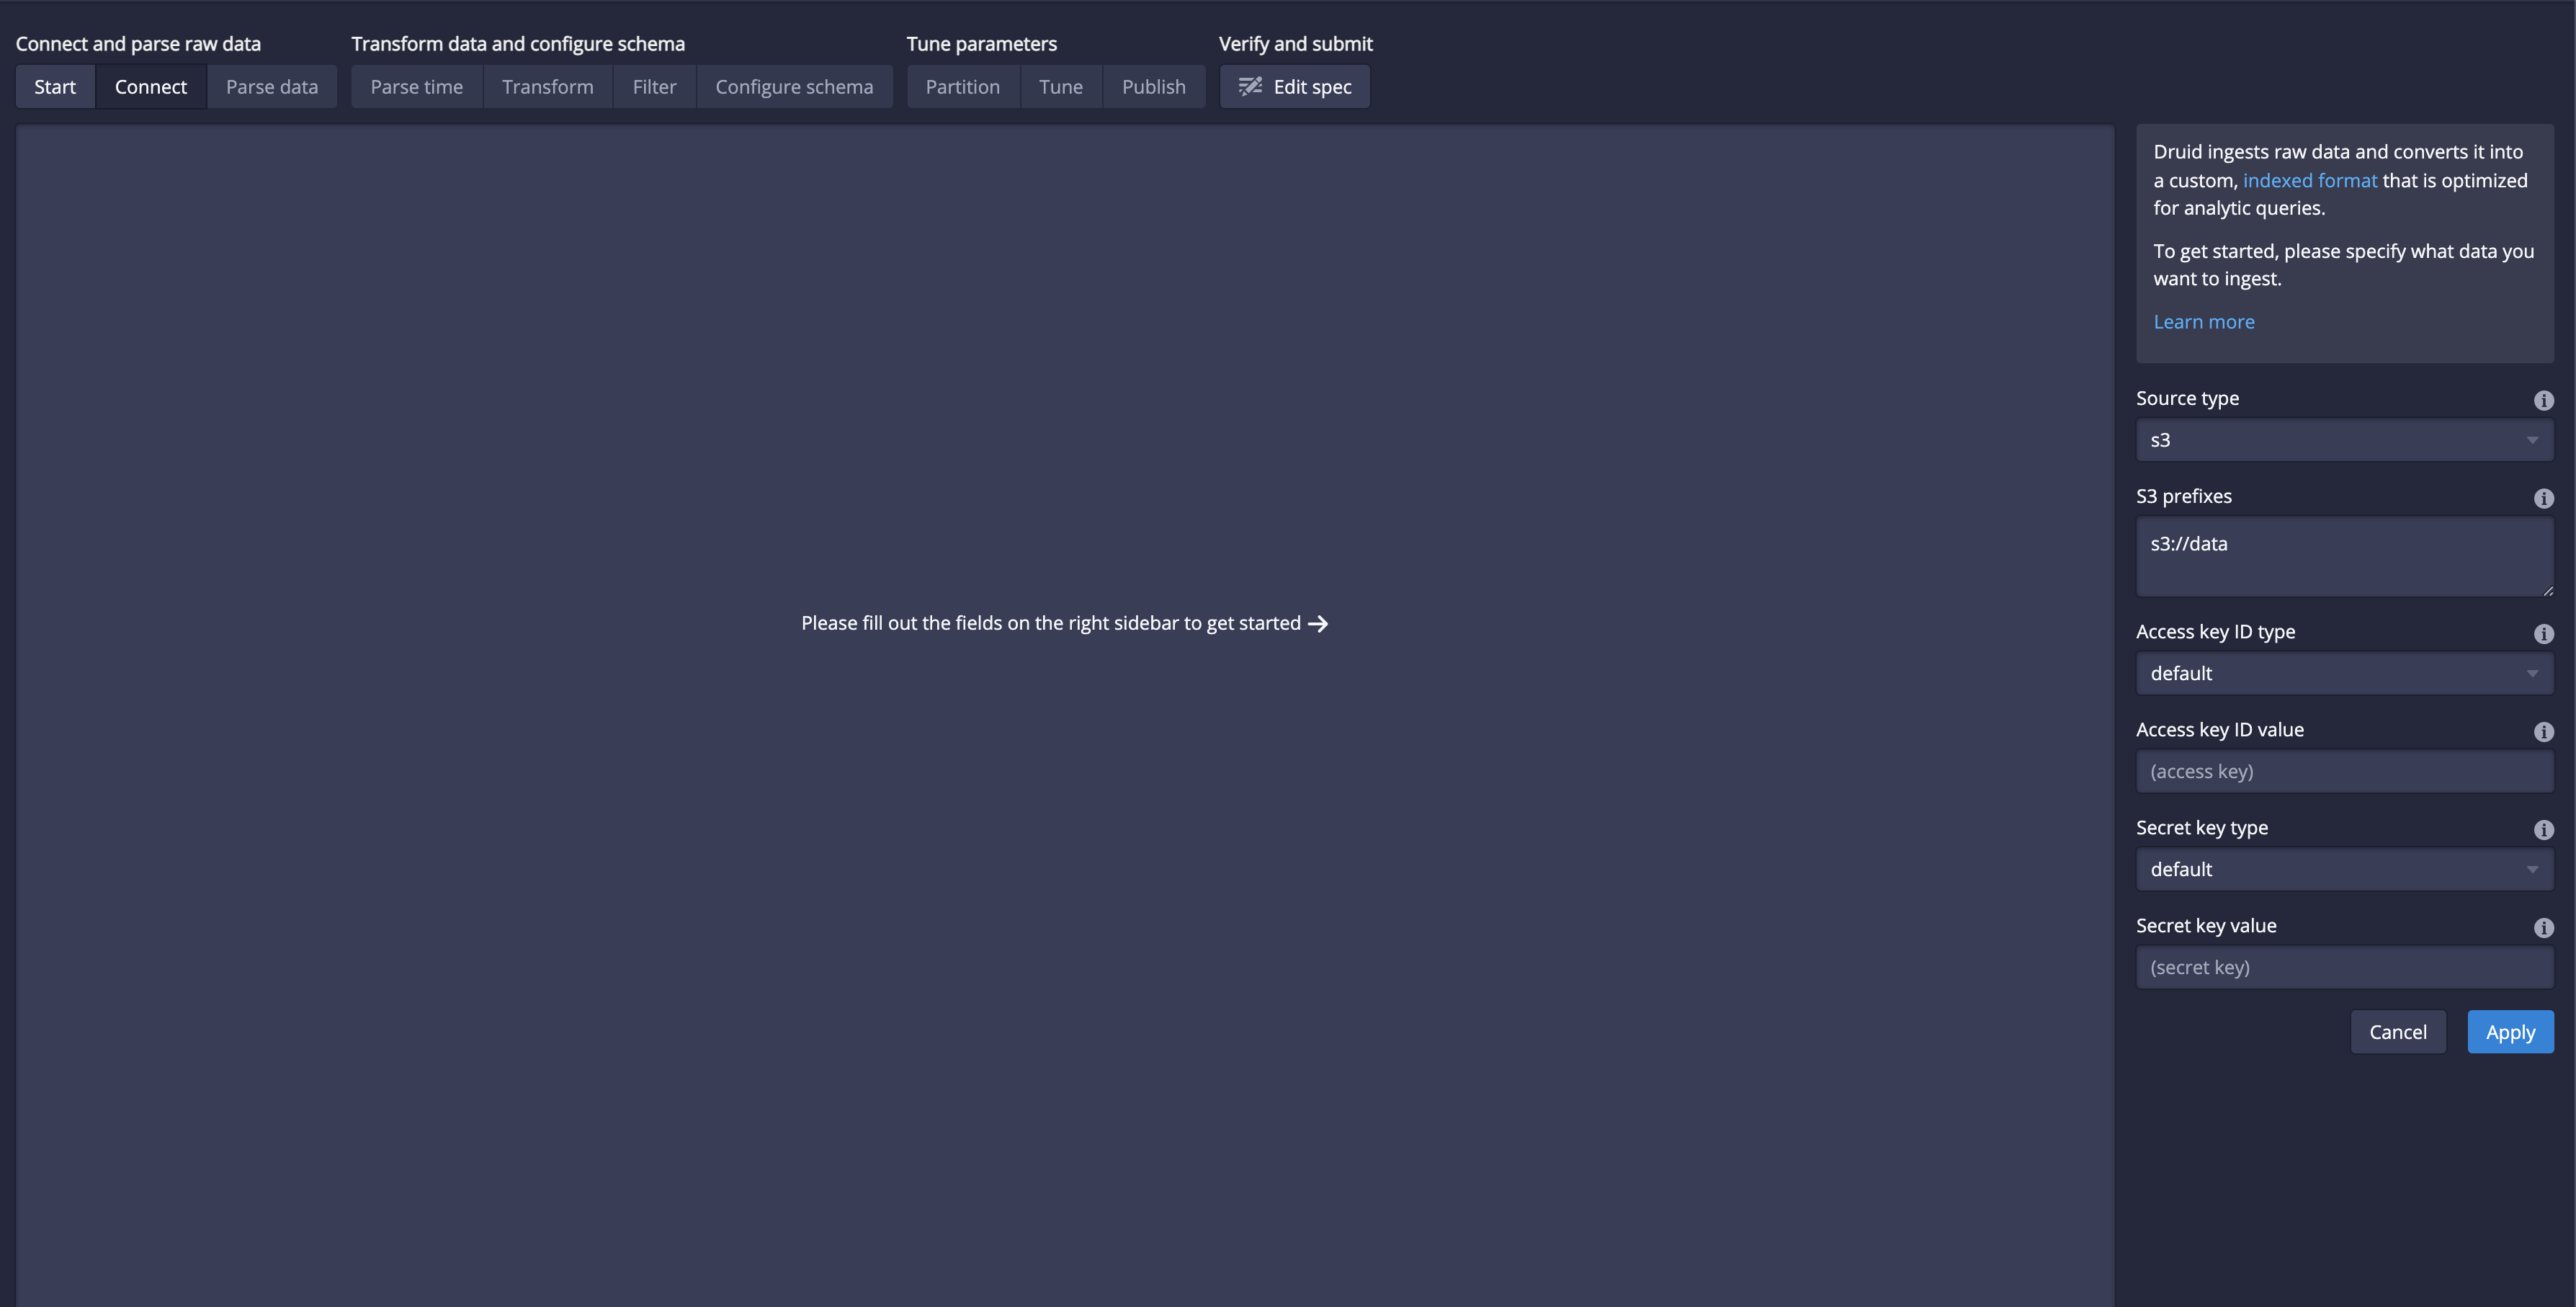 Connect and parse raw data
Start Connect Parse data
Transform data and configure schema
Parse time Transform Filter Configure schema
Tune parameters
Partition Tune Publish
Verify and submit
Edit spec
Please fill out the fields on the right sidebar to get started
Druid ingests raw data and converts it into
a custom, indexed format that is optimized
for analytic queries.
To get started, please specify what data you
want to ingest.
Learn more
Source type
s3
S3 prefixes
s3://data
Access key ID type
default
Access key ID value
(access key)
Secret key type
default
Secret key value
(secret key)
Cancel Apply